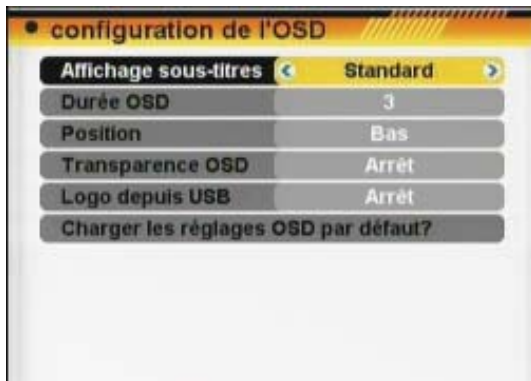 configuration de l'OSD
Affichage sous-titres Standard
Durée OSD 3
Position Bas
Transparence OSD Arrêt
Logo depuis USB Arrêt
Charger les réglages OSD par défaut?